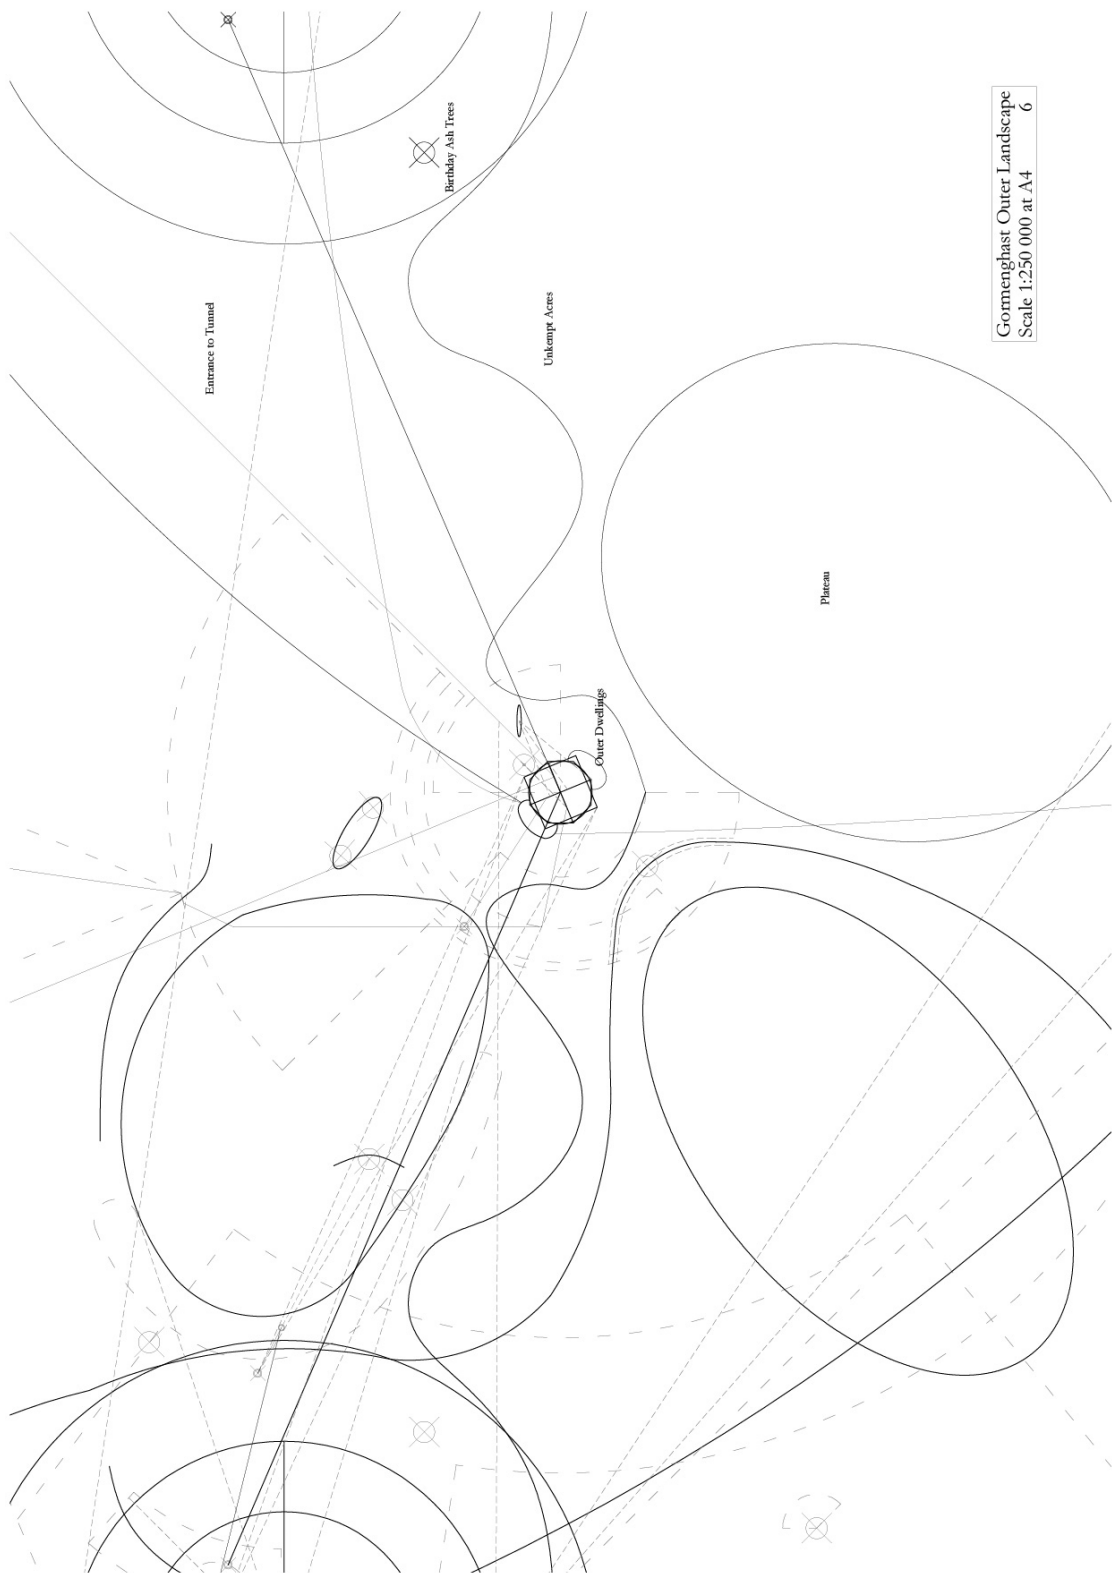 Gormenghast Outer Landscape
Scale 1:250 000 at A4 6
Birthday Ash Trees
Entrance to Tunnel
Unkempt Acres
Plateau
Outer Dwellings